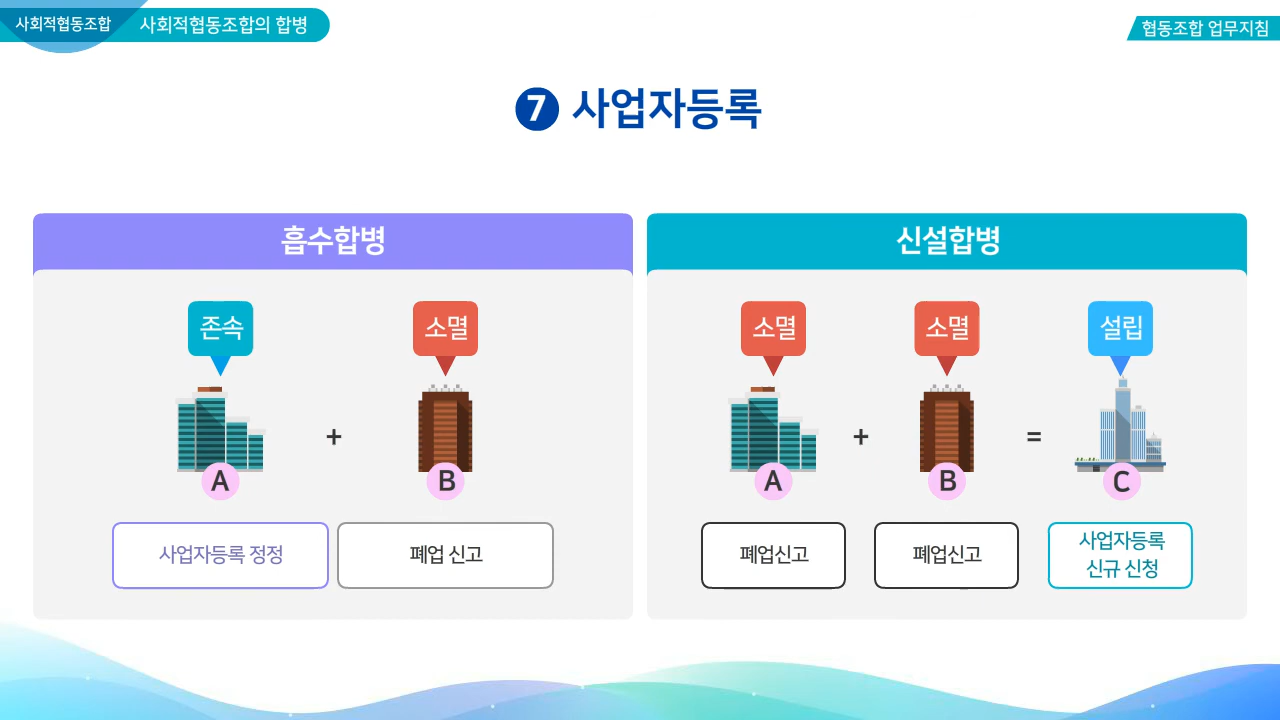 사회적협동조합
사회적협동조합의 합병
협동조합 업무지침
7 사업자등록
흡수합병
신설합병
존속
소멸
소멸
소멸
설립
+
+
=
A
B
A
B
C
사업자등록 정정
폐업 신고
폐업신고
폐업신고
사업자등록
신규 신청